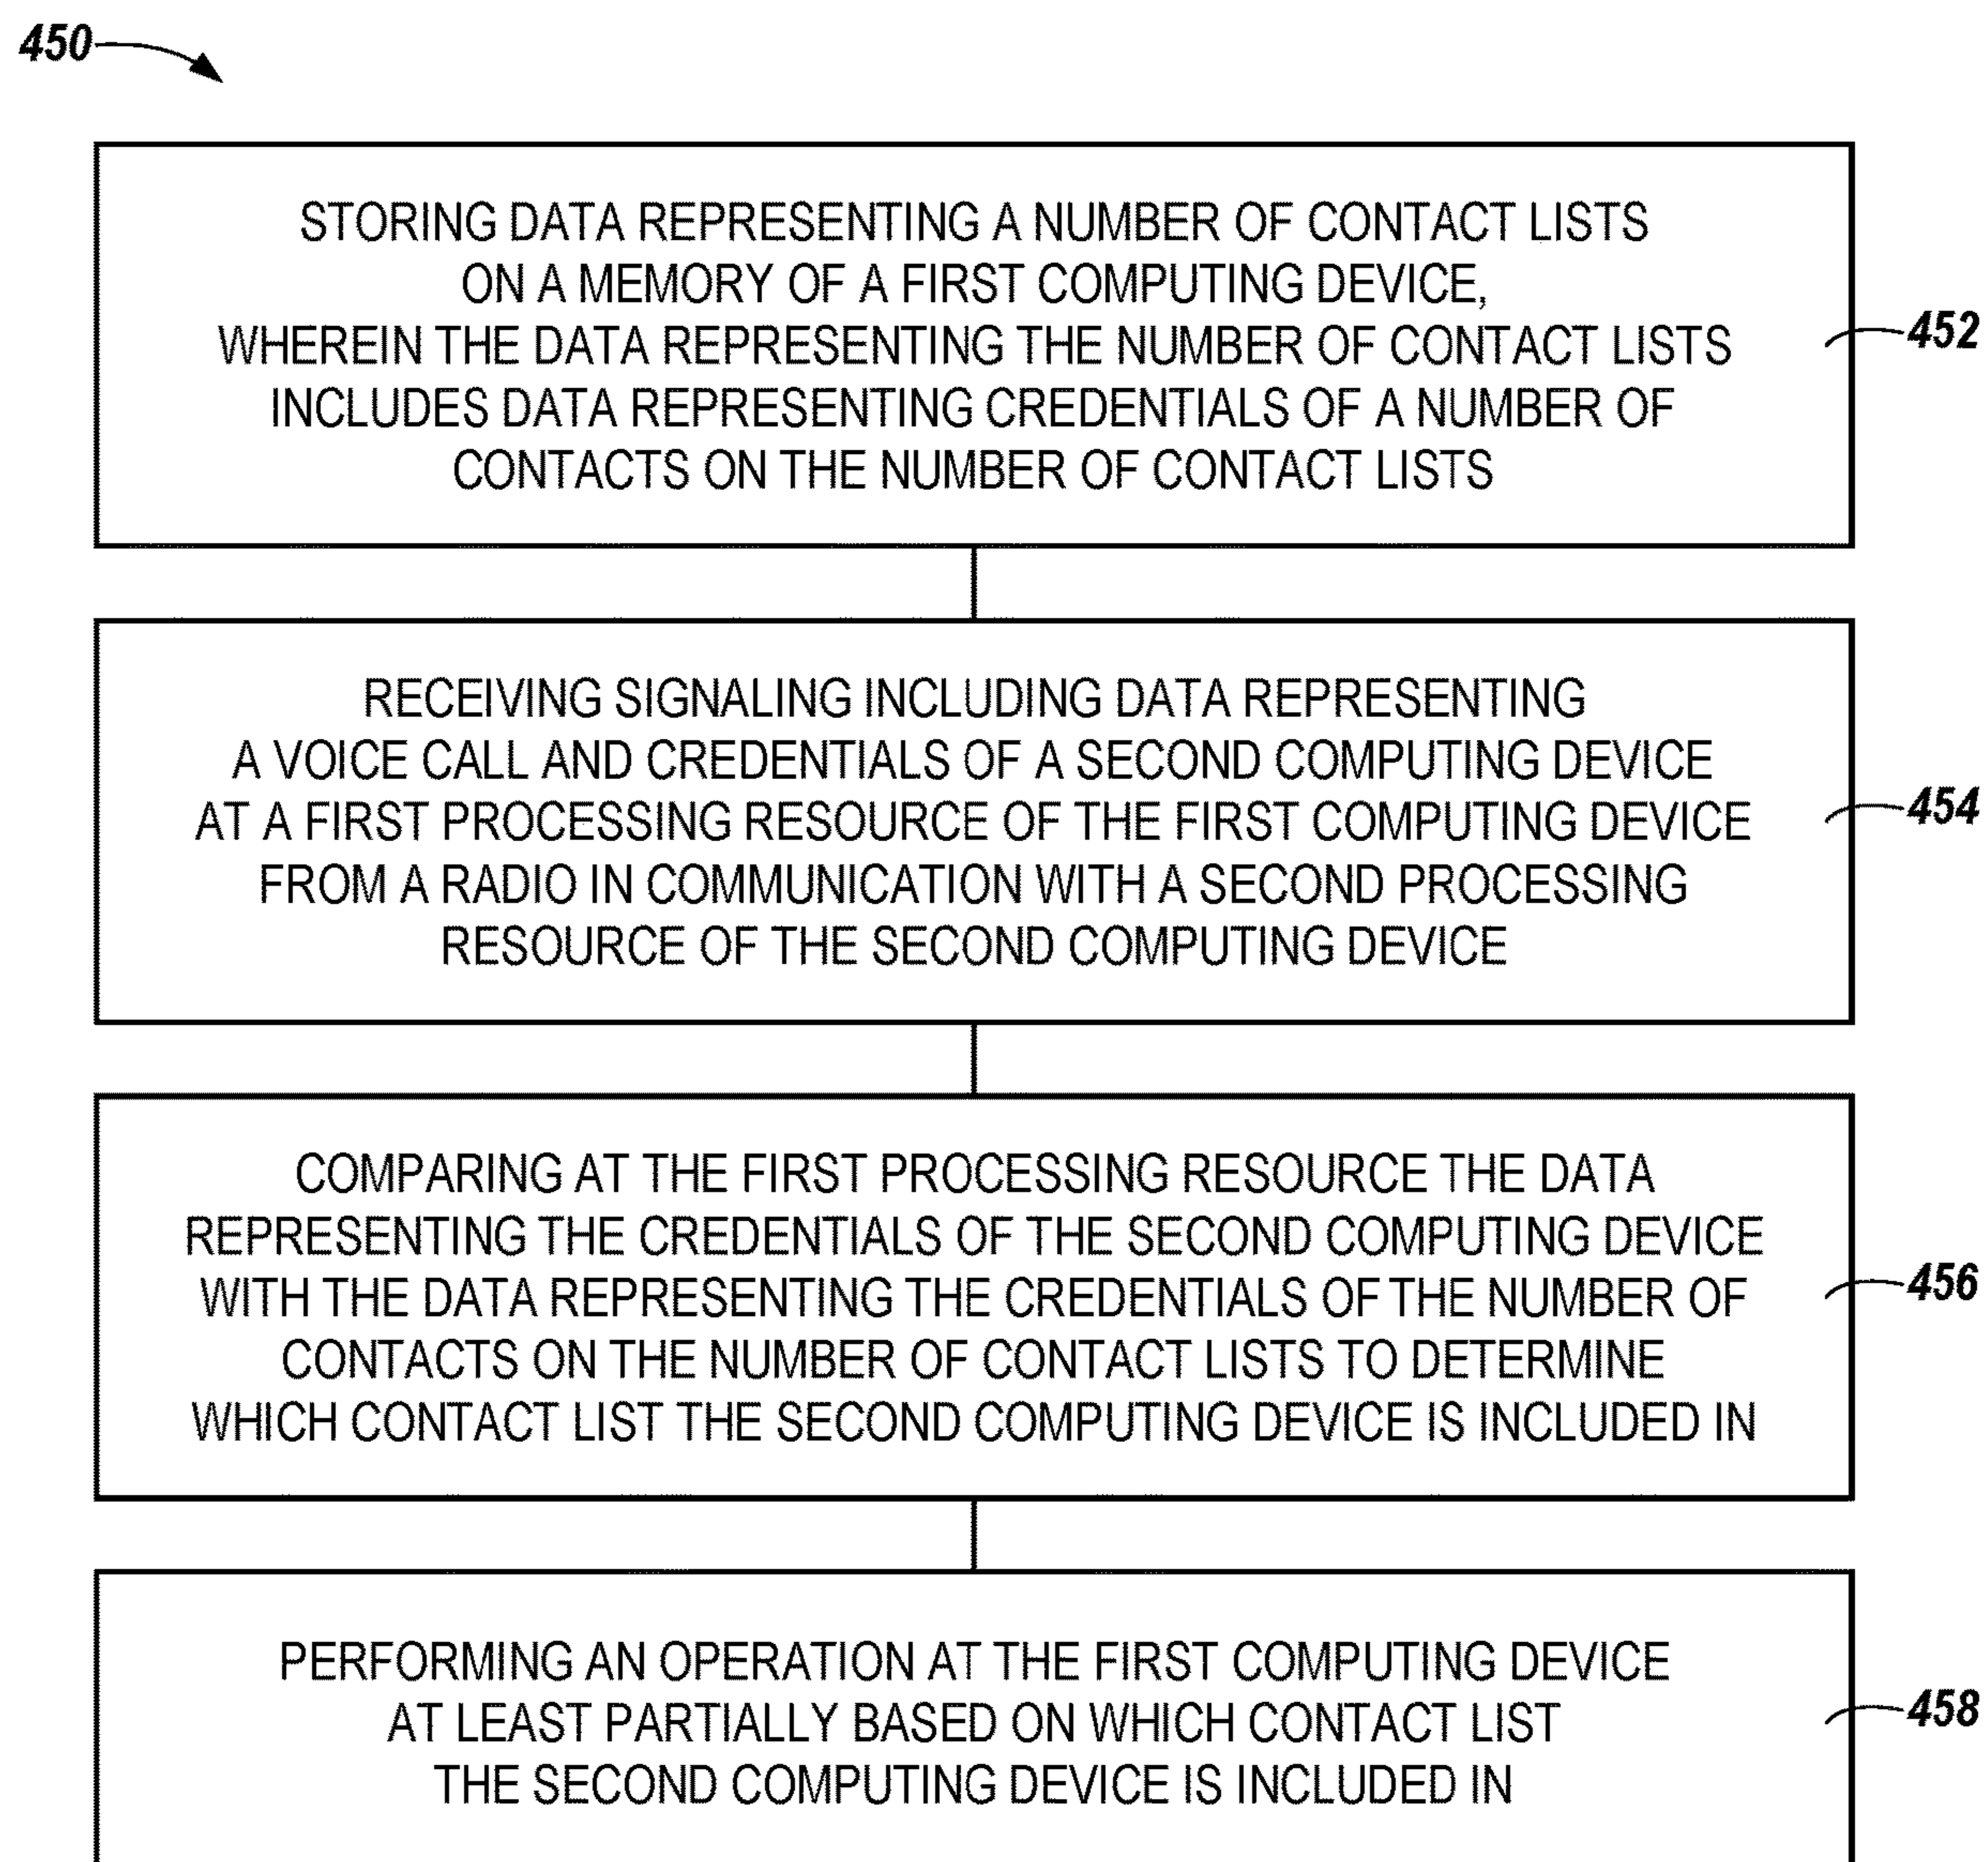 450
STORING DATA REPRESENTING A NUMBER OF CONTACT LISTS
ON A MEMORY OF A FIRST COMPUTING DEVICE,
WHEREIN THE DATA REPRESENTING THE NUMBER OF CONTACT LISTS
INCLUDES DATA REPRESENTING CREDENTIALS OF A NUMBER OF
CONTACTS ON THE NUMBER OF CONTACT LISTS
452
RECEIVING SIGNALING INCLUDING DATA REPRESENTING
A VOICE CALL AND CREDENTIALS OF A SECOND COMPUTING DEVICE
AT A FIRST PROCESSING RESOURCE OF THE FIRST COMPUTING DEVICE
FROM A RADIO IN COMMUNICATION WITH A SECOND PROCESSING
RESOURCE OF THE SECOND COMPUTING DEVICE
454
COMPARING AT THE FIRST PROCESSING RESOURCE THE DATA
REPRESENTING THE CREDENTIALS OF THE SECOND COMPUTING DEVICE
WITH THE DATA REPRESENTING THE CREDENTIALS OF THE NUMBER OF
CONTACTS ON THE NUMBER OF CONTACT LISTS TO DETERMINE
WHICH CONTACT LIST THE SECOND COMPUTING DEVICE IS INCLUDED IN
456
PERFORMING AN OPERATION AT THE FIRST COMPUTING DEVICE
AT LEAST PARTIALLY BASED ON WHICH CONTACT LIST
THE SECOND COMPUTING DEVICE IS INCLUDED IN
458